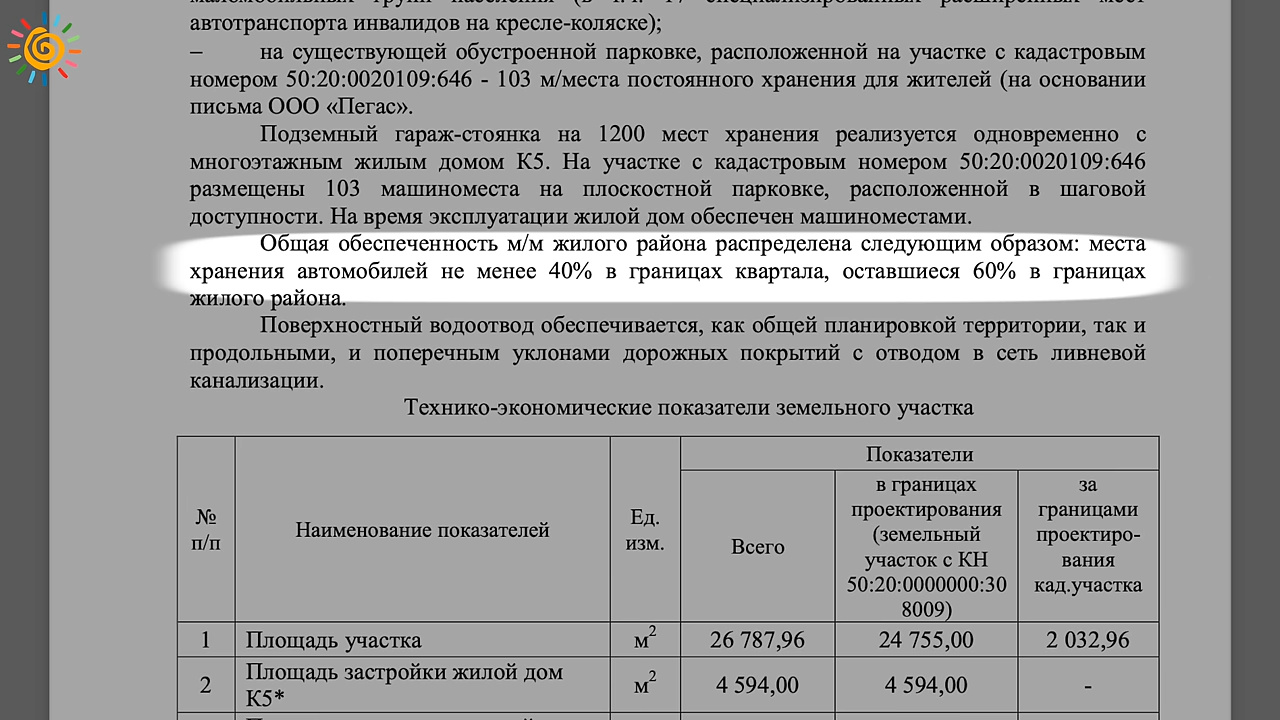 маломобильных групп населения (в т.ч. 17 специализированных расширенных мест
автотранспорта инвалидов на кресле-коляске);
– на существующей обустроенной парковке, расположенной на участке с кадастровым
номером 50:20:0020109:646 - 103 м/места постоянного хранения для жителей (на основании
письма ООО «Пегас».
Подземный гараж-стоянка на 1200 мест хранения реализуется одновременно с
многоэтажным жилым домом К5. На участке с кадастровым номером 50:20:0020109:646
размещены 103 машиноместа на плоскостной парковке, расположенной в шаговой
доступности. На время эксплуатации жилой дом обеспечен машиноместами.
Общая обеспеченность м/м жилого района распределена следующим образом: места
хранения автомобилей не менее 40% в границах квартала, оставшиеся 60% в границах
жилого района.
Поверхностный водоотвод обеспечивается, как общей планировкой территории, так и
продольными, и поперечным уклонами дорожных покрытий с отводом в сеть ливневой
канализации.
Технико-экономические показатели земельного участка
№
п/п
Наименование показателей
Ед.
изм.
Показатели
Всего
в границах
проектирования
(земельный
участок с КН
50:20:0000000:30
8009)
за
границами
проектиро-
вания
кад.участка
1 Площадь участка м² 26 787,96 24 755,00 2 032,96
2 Площадь застройки жилой дом
К5* м² 4 594,00 4 594,00 -